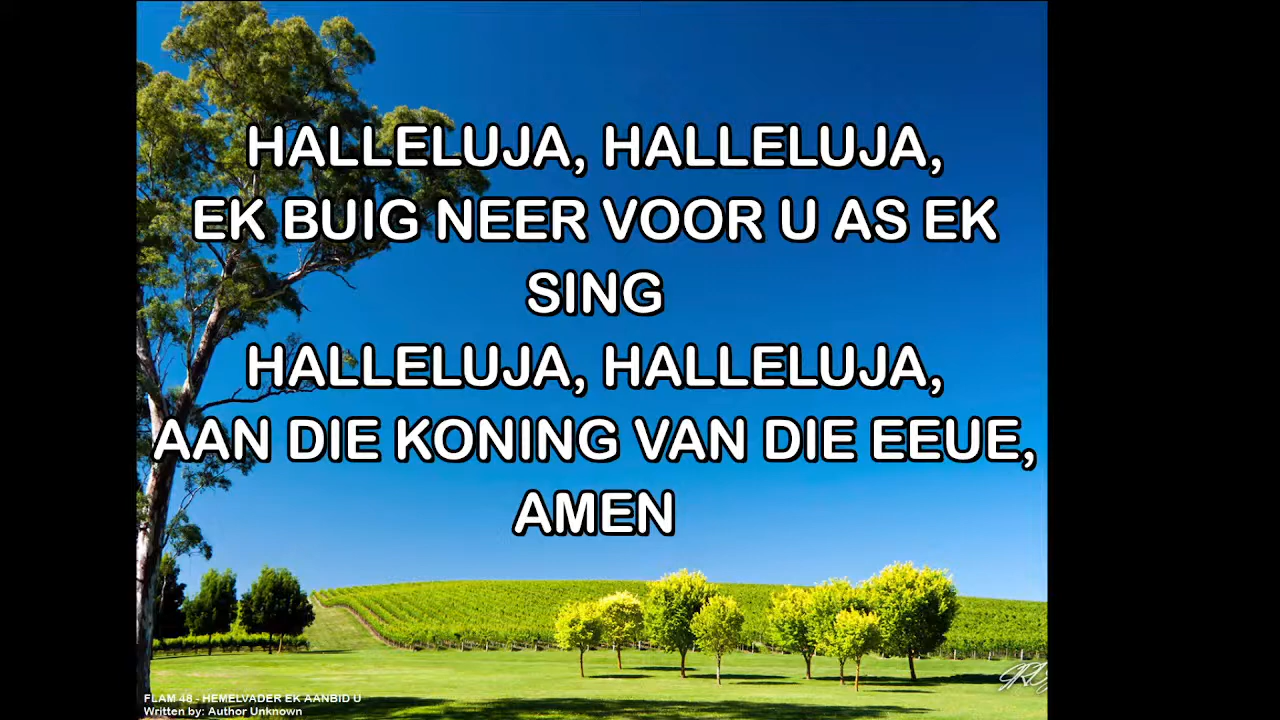 HALLELUJA, HALLELUJA,
EK BUIG NEER VOOR U AS EK
SING
HALLELUJA, HALLELUJA,
AAN DIE KONING VAN DIE EEUE,
AMEN
FLAM 48 - HEMELVADER EK AANBID U
Written by: Author Unknown